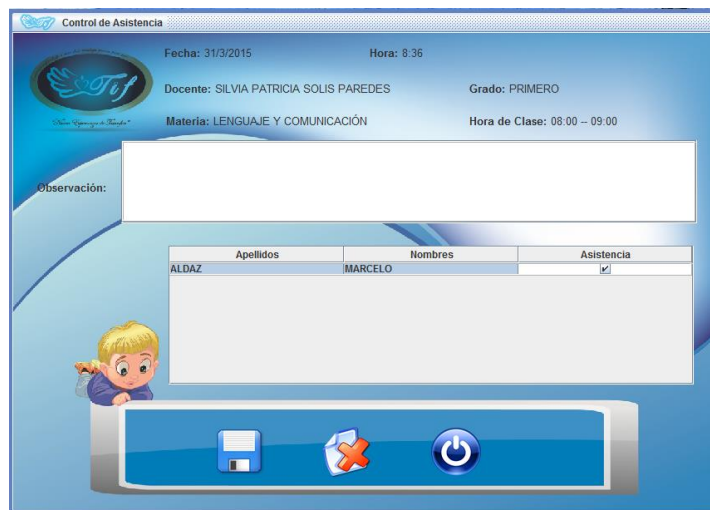 Control de Asistencia
Fecha: 31/3/2015 Hora: 8:36
Tif
Docente: SILVIA PATRICIA SOLIS PAREDES Grado: PRIMERO
Materia: LENGUAJE Y COMUNICACIÓN Hora de Clase: 08:00 – 09:00
Observación:
Apellidos Nombres Asistencia
ALDAZ MARCELO